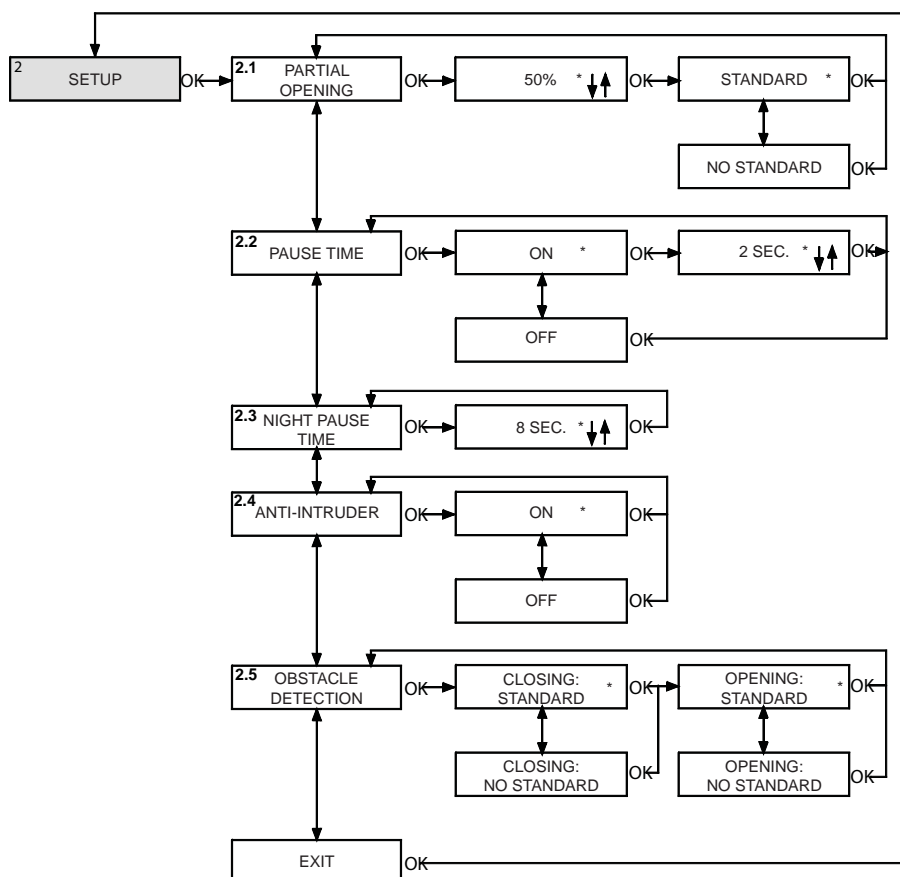 2
SETUP
OK
2.1 PARTIAL
OPENING
OK
50% *
OK
STANDARD *
OK
NO STANDARD
OK
2.2
PAUSE TIME
OK
ON *
OK
2 SEC. *
OK
OFF
OK
2.3 NIGHT PAUSE
TIME
OK
8 SEC. *
OK
2.4
ANTI-INTRUDER
OK
ON *
OK
OFF
OK
2.5 OBSTACLE
DETECTION
OK
CLOSING:
STANDARD *
OK
OPENING:
STANDARD *
OK
CLOSING:
NO STANDARD
OK
OPENING:
NO STANDARD
OK
EXIT
OK